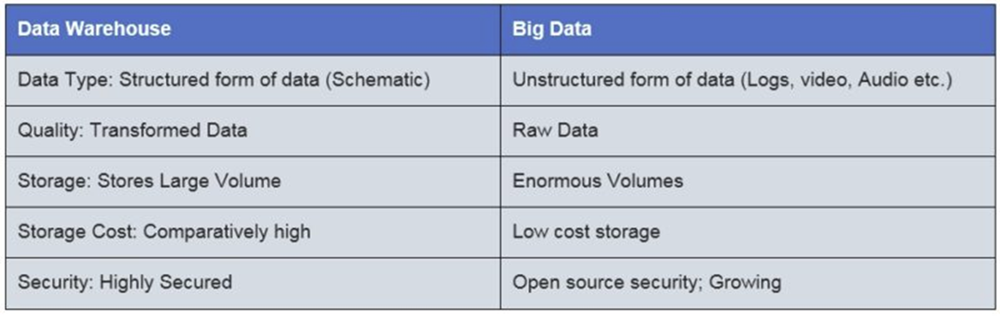 Data Warehouse
Big Data
Data Type: Structured form of data (Schematic)
Unstructured form of data (Logs, video, Audio etc.)
Quality: Transformed Data
Raw Data
Storage: Stores Large Volume
Enormous Volumes
Storage Cost: Comparatively high
Low cost storage
Security: Highly Secured
Open source security; Growing